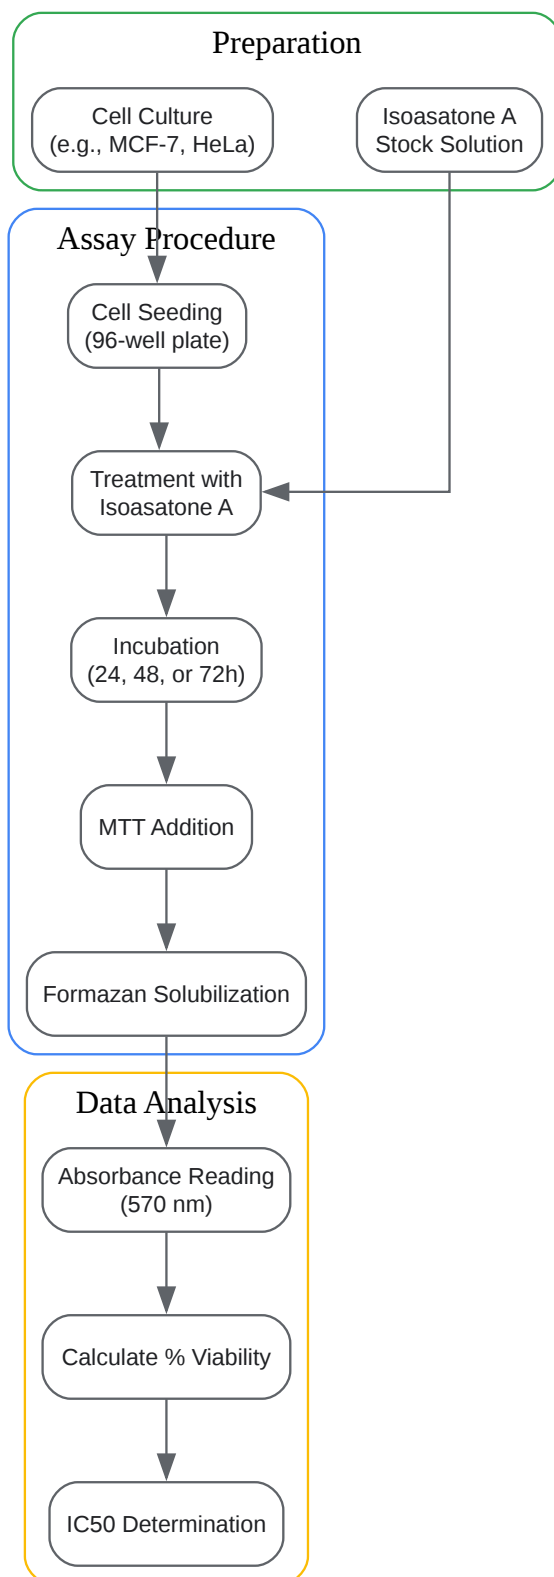 Preparation
Cell Culture
(e.g., MCF-7, HeLa)
Isoasatone A
Stock Solution
Assay Procedure
Cell Seeding
(96-well plate)
Treatment with
Isoasatone A
Incubation
(24, 48, or 72h)
MTT Addition
Formazan Solubilization
Data Analysis
Absorbance Reading
(570 nm)
Calculate % Viability
IC50 Determination